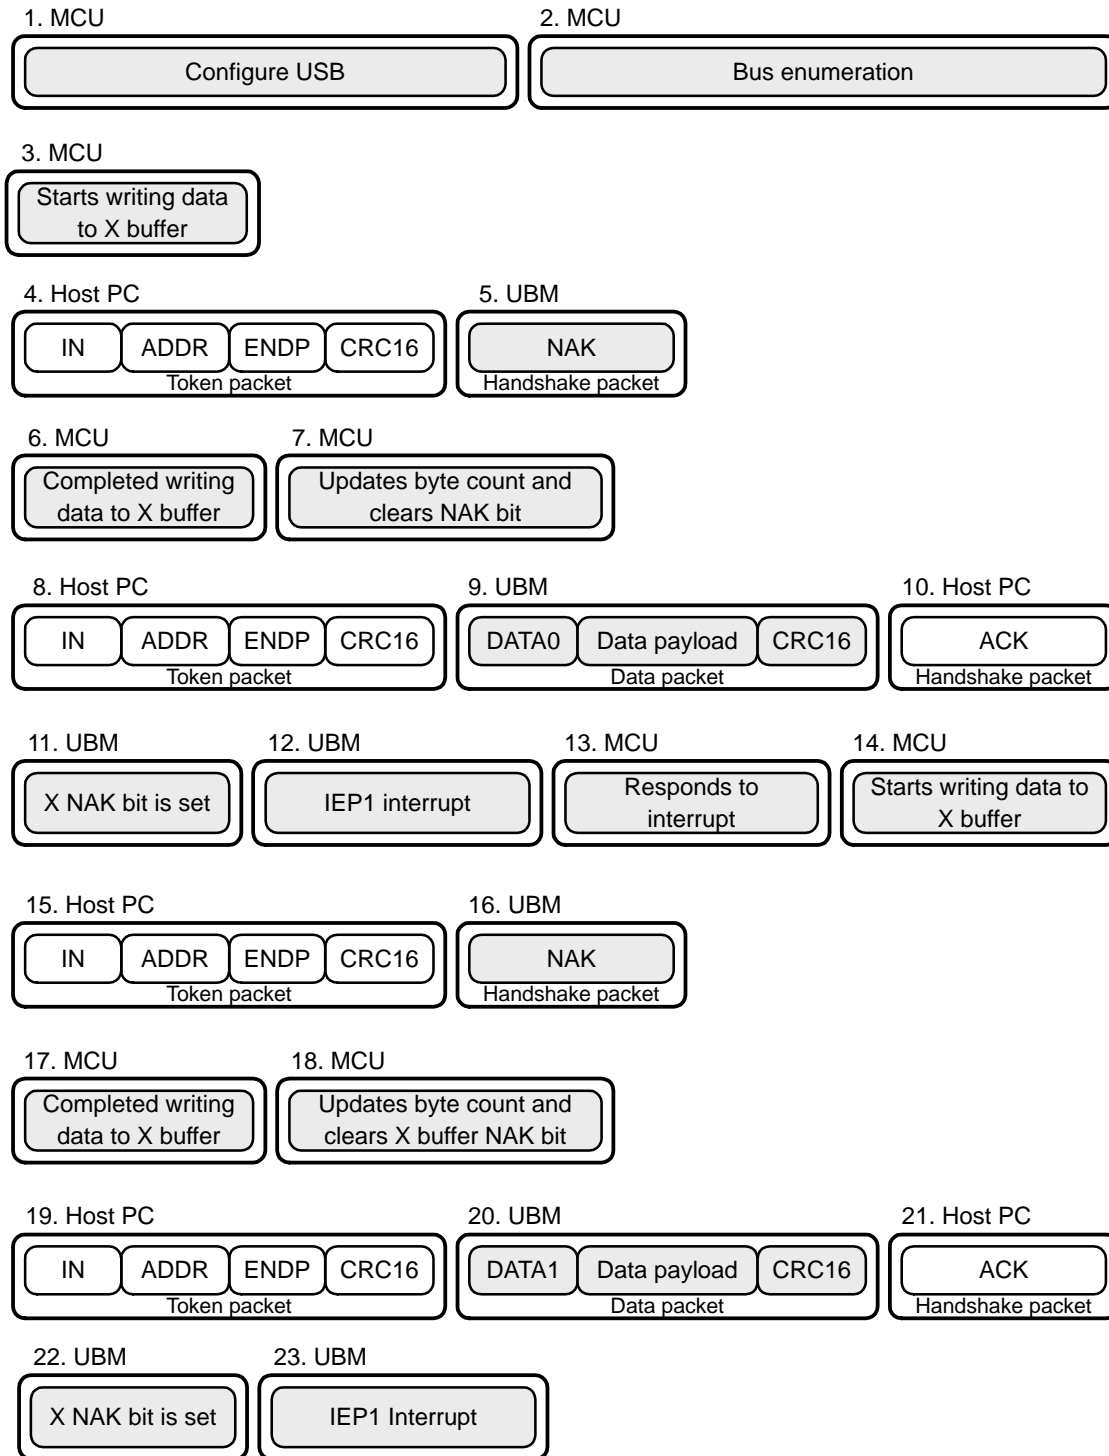 1. MCU
2. MCU
Configure USB
Bus enumeration
3. MCU
Starts writing data
to X buffer
4. Host PC
5. UBM
IN ADDR ENDP CRC16
NAK
Token packet
Handshake packet
6. MCU
7. MCU
Completed writing
data to X buffer
Updates byte count and
clears NAK bit
8. Host PC
9. UBM
10. Host PC
IN ADDR ENDP CRC16
DATA0 Data payload CRC16
ACK
Token packet
Data packet
Handshake packet
11. UBM
12. UBM
13. MCU
14. MCU
X NAK bit is set
IEP1 interrupt
Responds to
interrupt
Starts writing data to
X buffer
15. Host PC
16. UBM
IN ADDR ENDP CRC16
NAK
Token packet
Handshake packet
17. MCU
18. MCU
Completed writing
data to X buffer
Updates byte count and
clears X buffer NAK bit
19. Host PC
20. UBM
21. Host PC
IN ADDR ENDP CRC16
DATA1 Data payload CRC16
ACK
Token packet
Data packet
Handshake packet
22. UBM
23. UBM
X NAK bit is set
IEP1 Interrupt